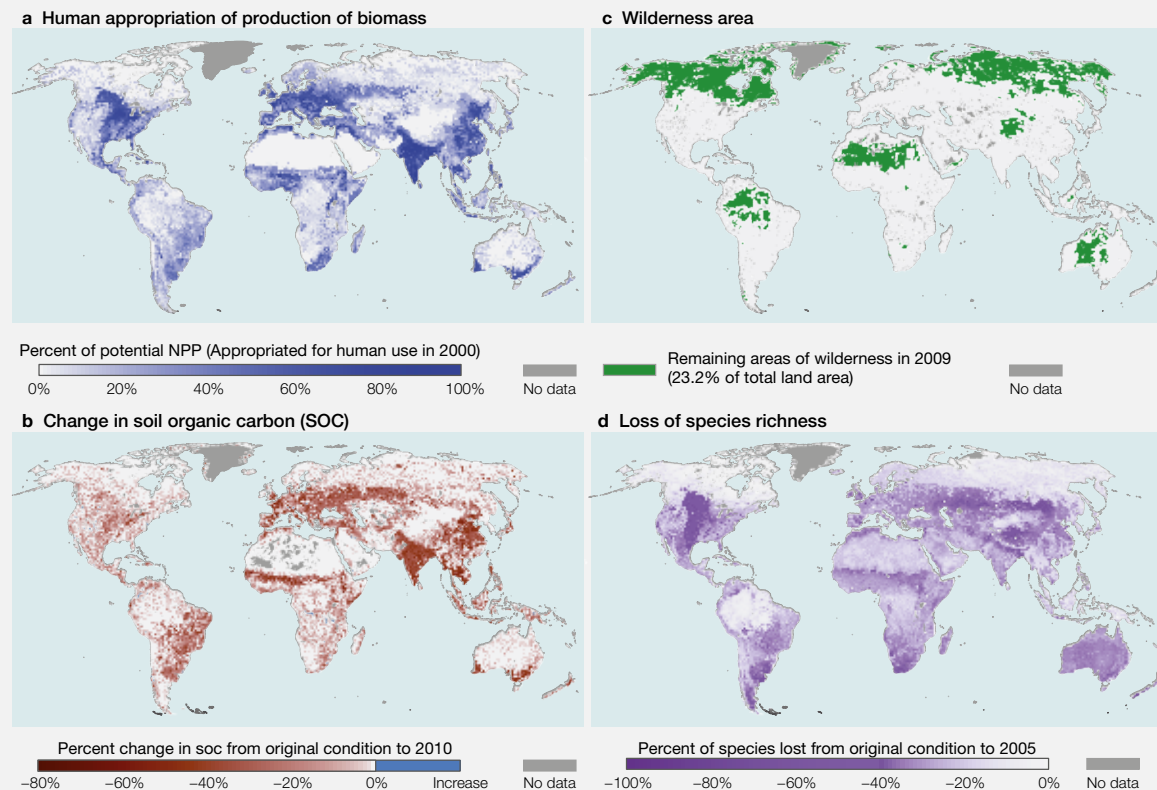 a Human appropriation of production of biomass
Percent of potential NPP (Appropriated for human use in 2000)
0% 20% 40% 60% 80% 100%
No data
c Wilderness area
Remaining areas of wilderness in 2009
(23.2% of total land area)
No data
b Change in soil organic carbon (SOC)
Percent change in soc from original condition to 2010
−80% −60% −40% −20% 0% Increase
No data
d Loss of species richness
Percent of species lost from original condition to 2005
−100% −80% −60% −40% −20% 0%
No data